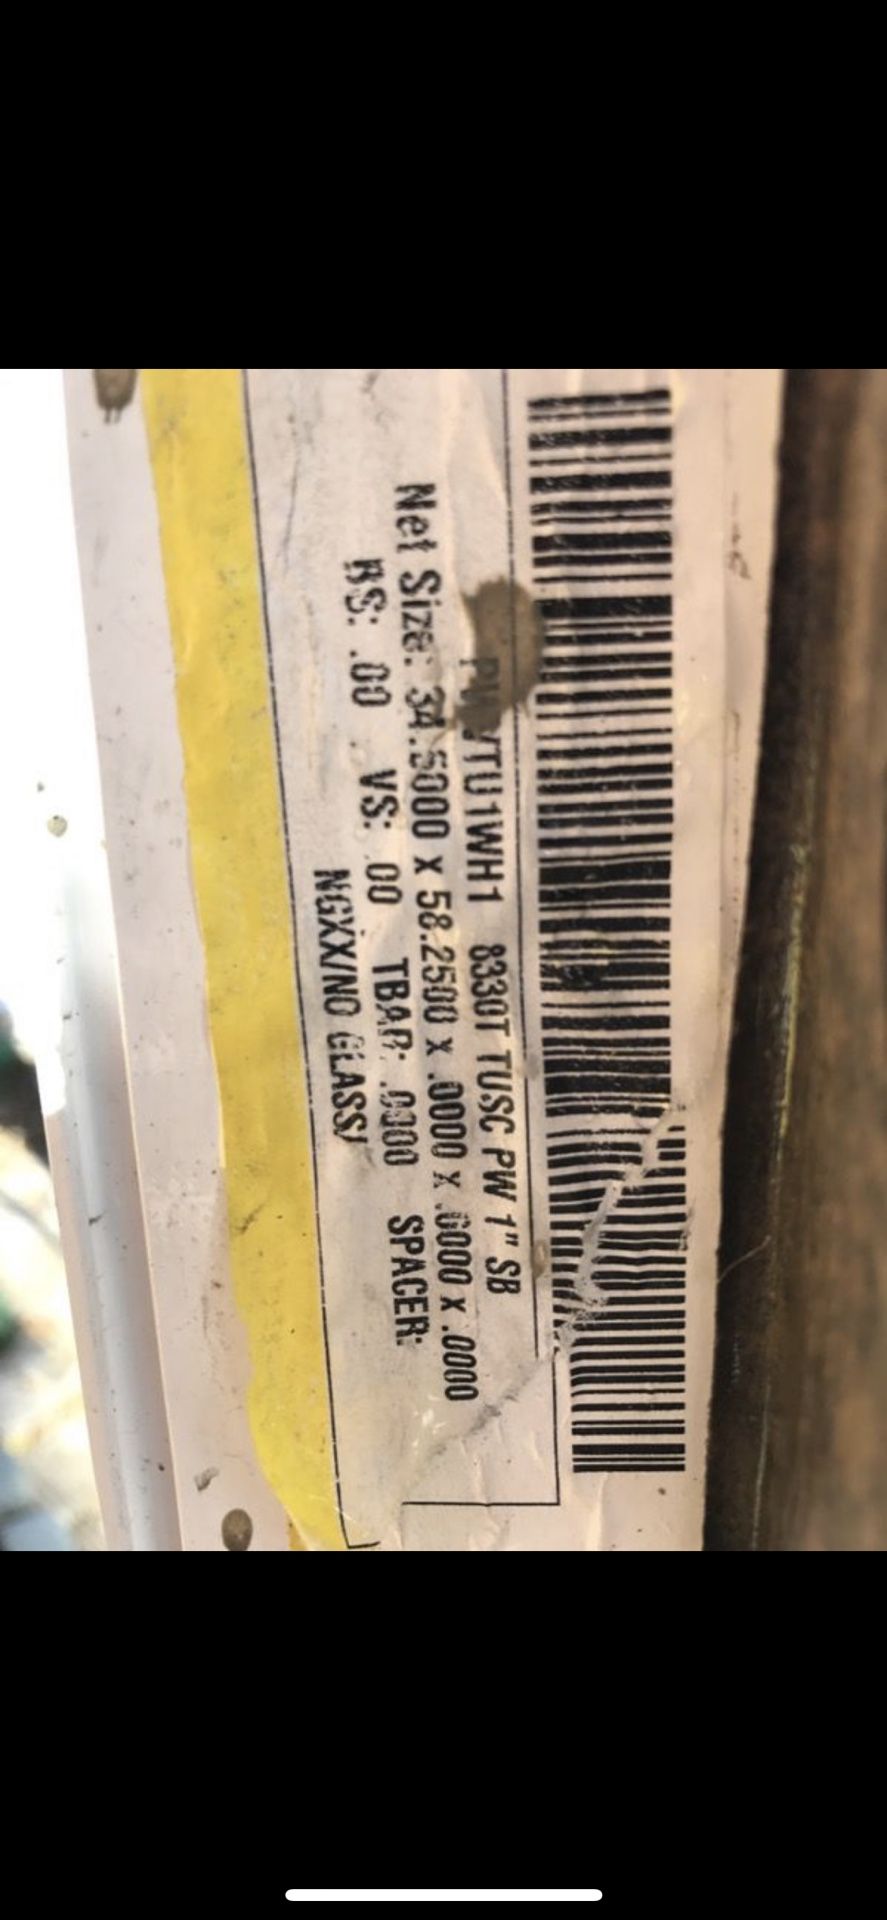 VTU1WH1 8330T TUSC PW 1" SB
Net Size: 34.5000 X 58.2500 X .0000 X .0000 X .0000
RS: .00 VS: .00 TBAR: .0000 SPACER:
NGXX/NO GLASS/